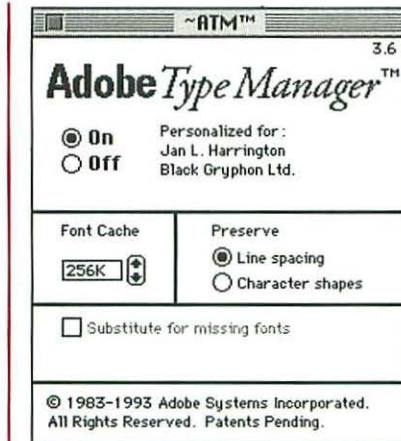 ~ATM™
3.6
Adobe Type Manager™
On
Off
Personalized for:
Jan L. Harrington
Black Gryphon Ltd.
Font Cache
256K
Preserve
Line spacing
Character shapes
Substitute for missing fonts
© 1983-1993 Adobe Systems Incorporated.
All Rights Reserved. Patents Pending.